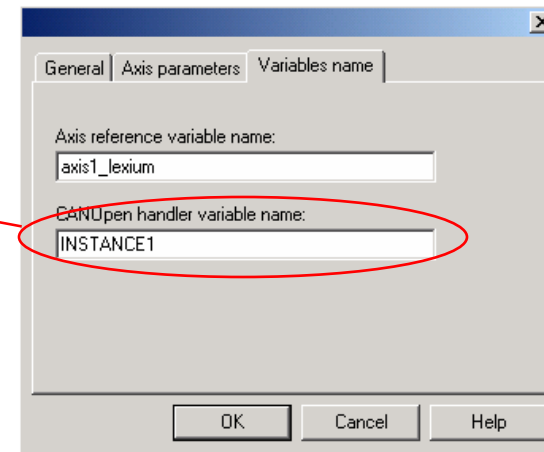 General Axis parameters Variables name
Axis reference variable name:
axis1_lexium
CANOpen handler variable name:
INSTANCE1
OK Cancel Help